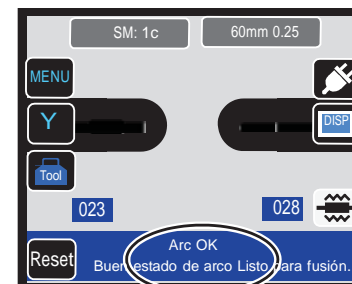 SM: 1c
60mm 0.25
MENU
Y
DISP
Tool
023
028
Arc OK
Reset
Buen estado de arco Listo para fusión.